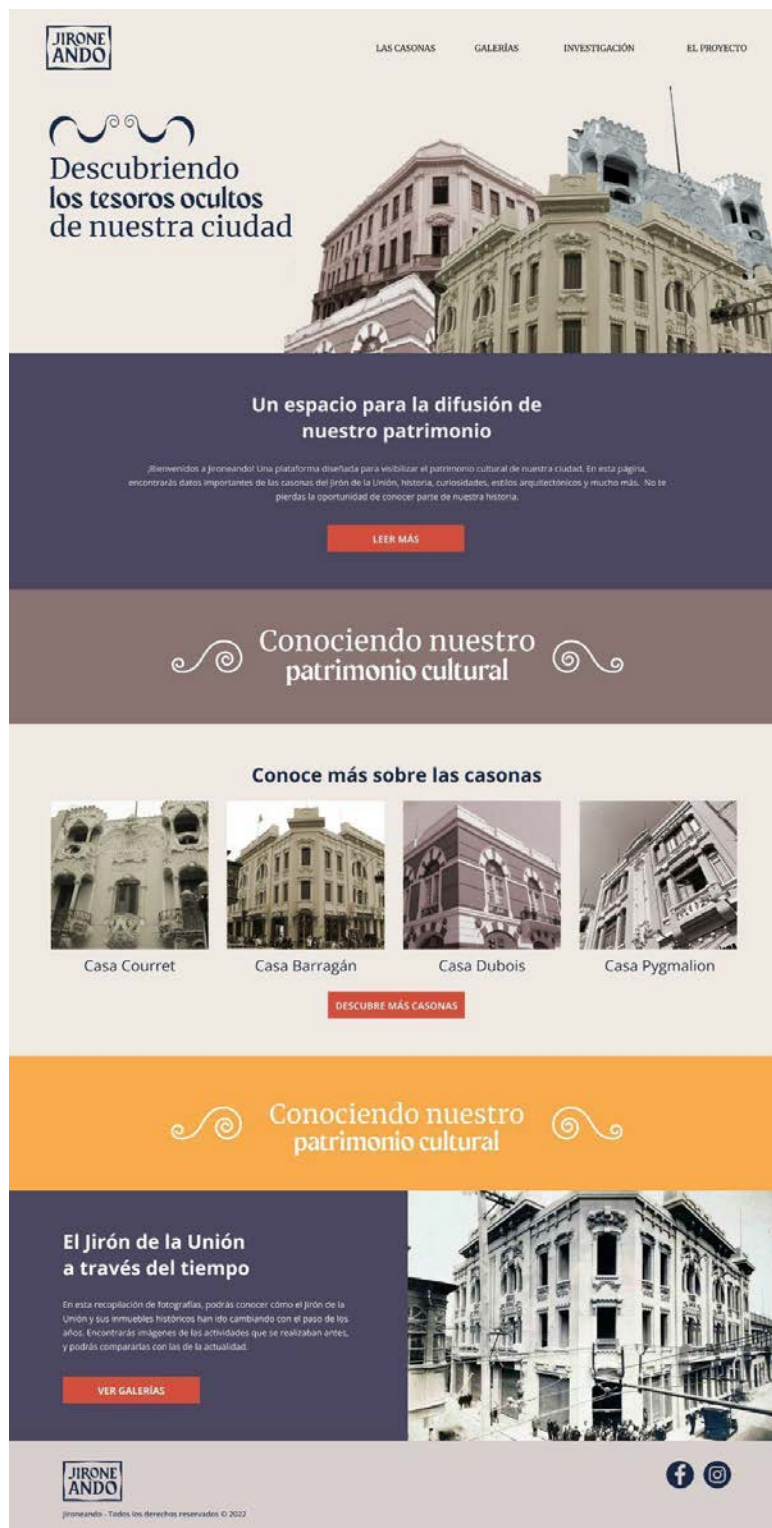 JIRONE
ANDO
LAS CASONAS
GALERÍAS
INVESTIGACIÓN
EL PROYECTO
Descubriendo
los tesoros ocultos
de nuestra ciudad
Un espacio para la difusión de
nuestro patrimonio
¡Bienvenidos a Jironeando! Una plataforma diseñada para visibilizar el patrimonio cultural de nuestra ciudad. En esta página,
encontrarás datos importantes de las casonas del jirón de la Unión, historia, curiosidades, estilos arquitectónicos y mucho más. No te
pierdas la oportunidad de conocer parte de nuestra historia.
LEER MÁS
Conociendo nuestro
patrimonio cultural
Conoce más sobre las casonas
Casa Courret
Casa Barragán
Casa Dubois
Casa Pygmalion
DESCUBRE MÁS CASONAS
Conociendo nuestro
patrimonio cultural
El Jirón de la Unión
a través del tiempo
En esta recopilación de fotografías, podrás conocer cómo el Jirón de la
Unión y sus inmuebles históricos han ido cambiando con el paso de los
años. Encontrarás imágenes de las actividades que se realizaban antes,
y podrás compararlas con las de la actualidad.
VER GALERÍAS
JIRONE
ANDO
Jironeando - Todos los derechos reservados © 2022